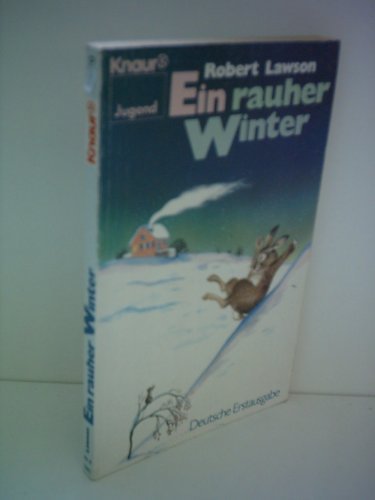 Knaur
Robert Lawson
Jugend
Ein rauher
Winter
Deutsche Erstausgabe
Knaur
Ein rauher Winter